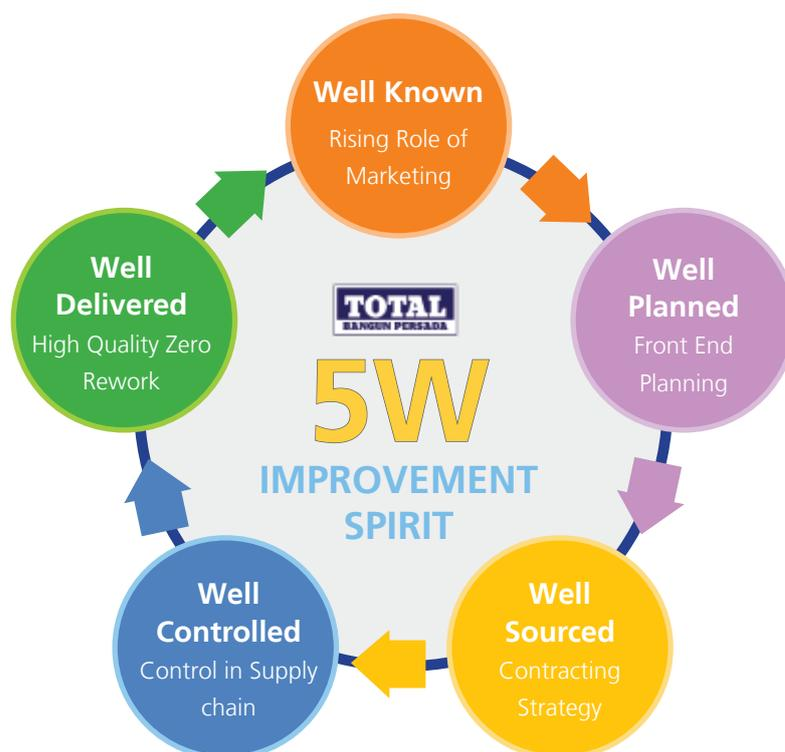 Well Known
Rising Role of
Marketing
Well
Planned
Front End
Planning
Well
Sourced
Contracting
Strategy
Well
Controlled
Control in Supply
chain
Well
Delivered
High Quality Zero
Rework
TOTAL
BANGUN PERSADA
5W
IMPROVEMENT
SPIRIT